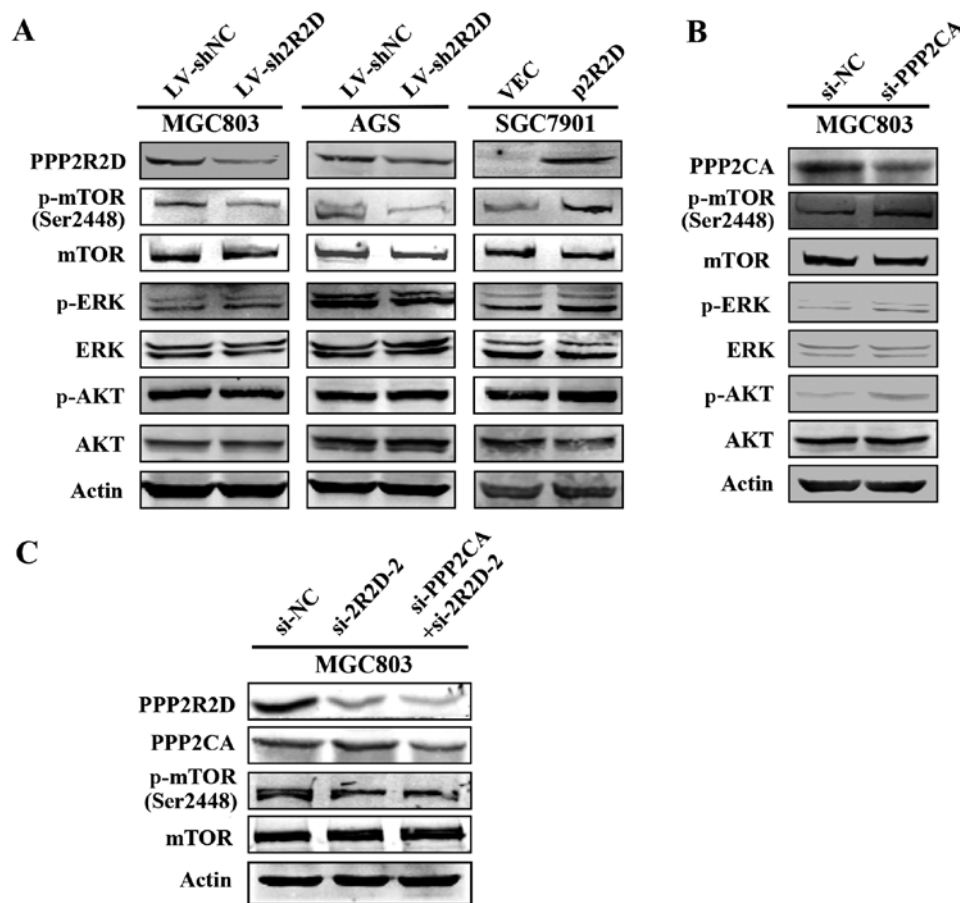 A
LV-shNC LV-sh2R2D LV-shNC LV-sh2R2D VEC p2R2D
MGC803 AGS SGC7901
PPP2R2D
p-mTOR
(Ser2448)
mTOR
p-ERK
ERK
p-AKT
AKT
Actin
B
si-NC si-PPP2CA
MGC803
PPP2CA
p-mTOR
(Ser2448)
mTOR
p-ERK
ERK
p-AKT
AKT
Actin
C
si-NC si-2R2D-2 si-PPP2CA
+si-2R2D-2
MGC803
PPP2R2D
PPP2CA
p-mTOR
(Ser2448)
mTOR
Actin